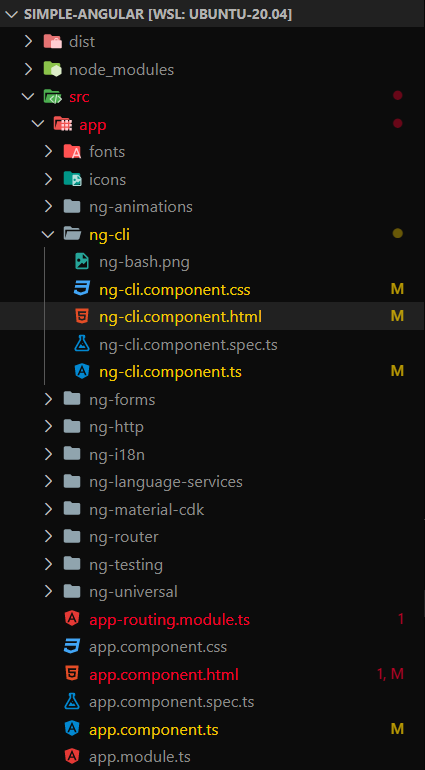 SIMPLE-ANGULAR [WSL: UBUNTU-20.04]
dist
node_modules
src
app
fonts
icons
ng-animations
ng-cli
ng-bash.png
ng-cli.component.css M
ng-cli.component.html M
ng-cli.component.spec.ts
ng-cli.component.ts M
ng-forms
ng-http
ng-i18n
ng-language-services
ng-material-cdk
ng-router
ng-testing
ng-universal
app-routing.module.ts 1
app.component.css
app.component.html 1, M
app.component.spec.ts
app.component.ts M
app.module.ts